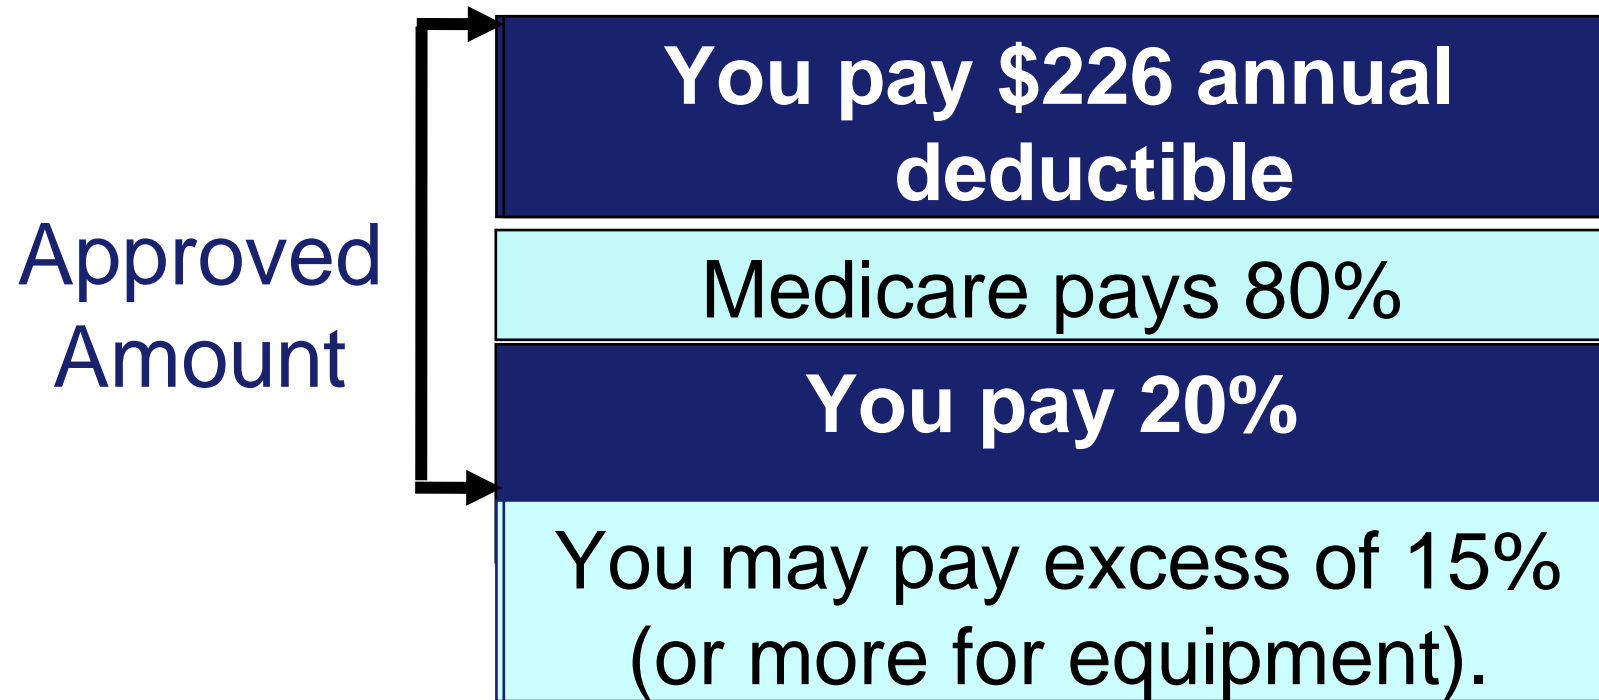 You pay $226 annual
deductible
Approved
Amount
Medicare pays 80%
You pay 20%
You may pay excess of 15%
(or more for equipment).